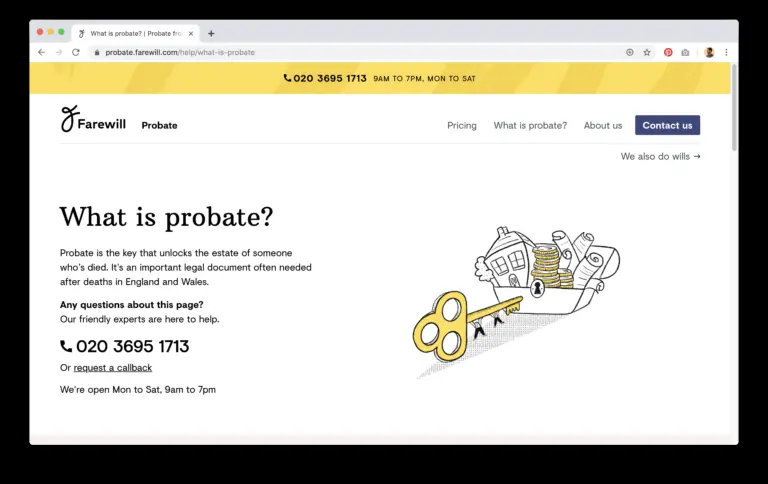 What is probate? | Probate fro
probate.farewill.com/help/what-is-probate
020 3695 1713 9AM TO 7PM, MON TO SAT
Farewill Probate Pricing What is probate? About us Contact us
We also do wills →
What is probate?
Probate is the key that unlocks the estate of someone
who's died. It's an important legal document often needed
after deaths in England and Wales.
Any questions about this page?
Our friendly experts are here to help.
020 3695 1713
Or request a callback
We're open Mon to Sat, 9am to 7pm